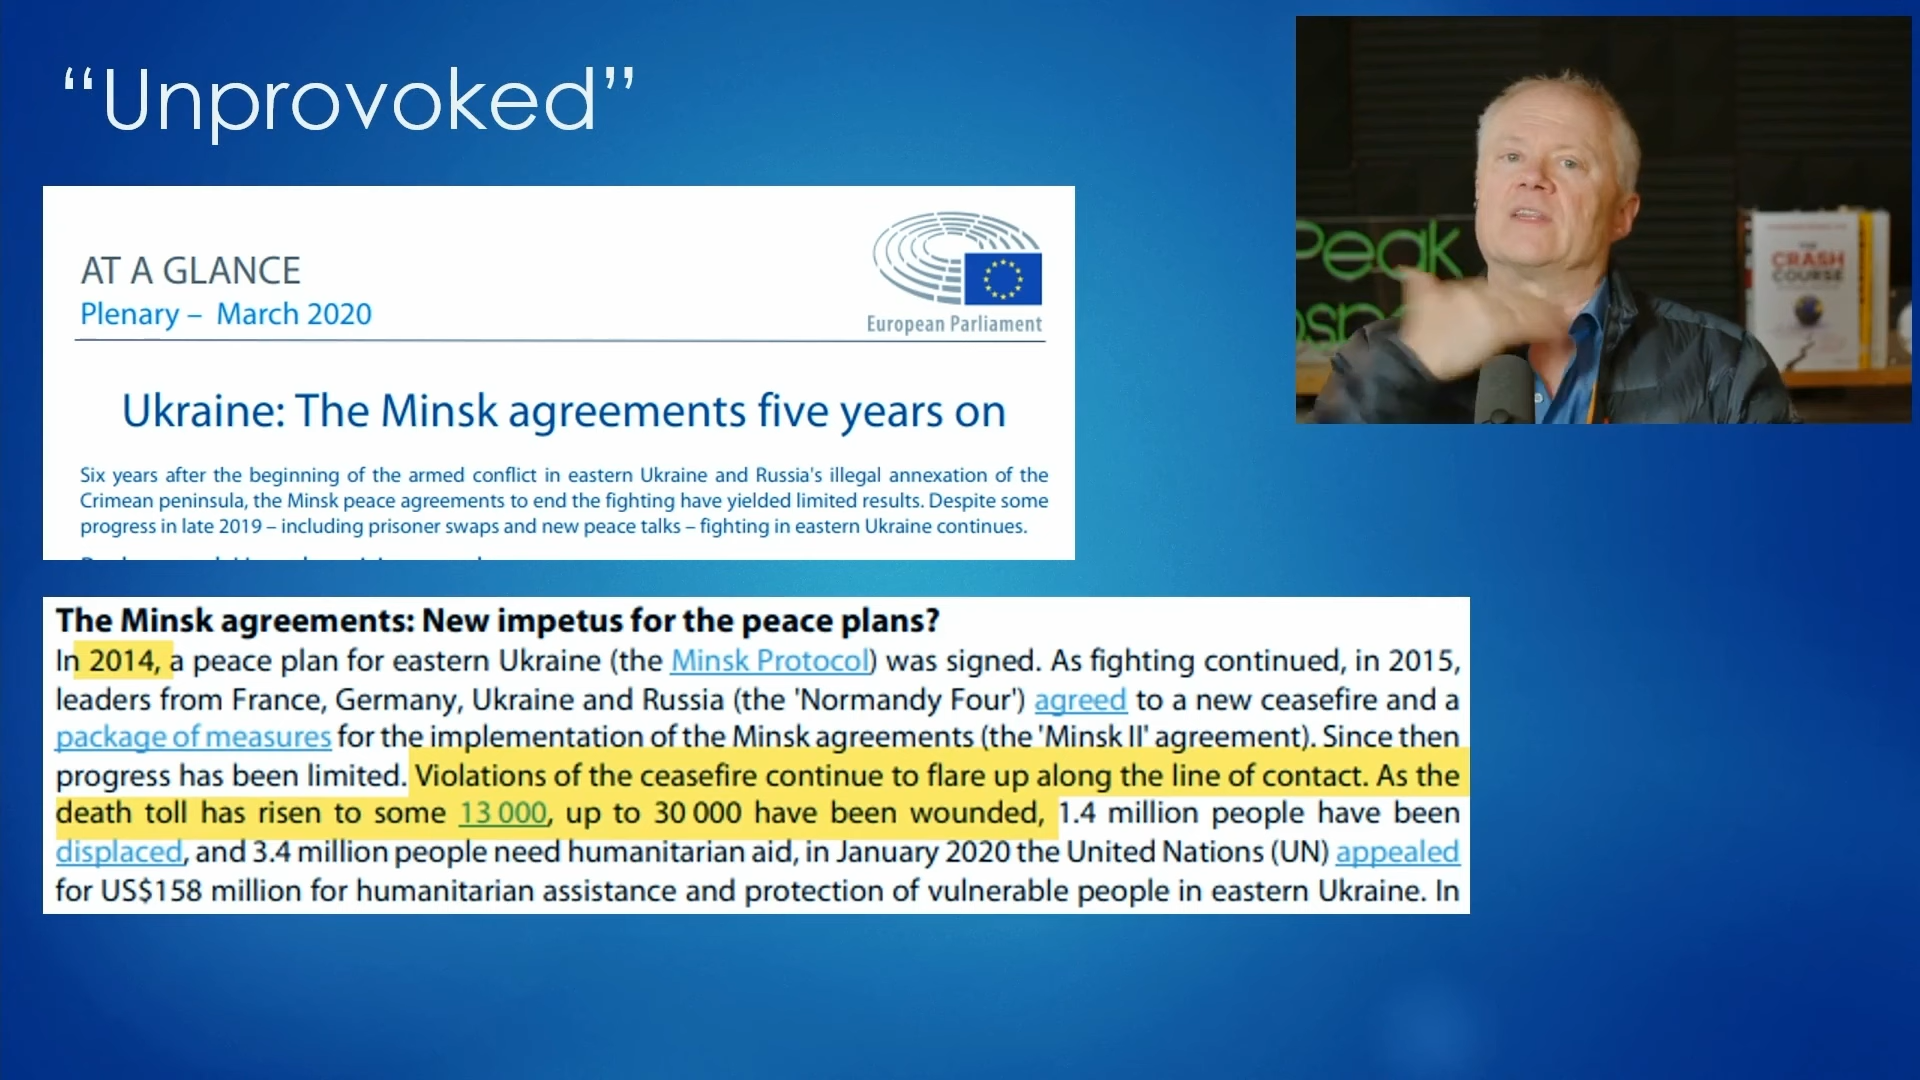 “Unprovoked”
AT A GLANCE
Plenary – March 2020
European Parliament
Ukraine: The Minsk agreements five years on
Six years after the beginning of the armed conflict in eastern Ukraine and Russia's illegal annexation of the
Crimean peninsula, the Minsk peace agreements to end the fighting have yielded limited results. Despite some
progress in late 2019 – including prisoner swaps and new peace talks – fighting in eastern Ukraine continues.
Peak
CRASH
COURSE
The Minsk agreements: New impetus for the peace plans?
In 2014, a peace plan for eastern Ukraine (the Minsk Protocol) was signed. As fighting continued, in 2015,
leaders from France, Germany, Ukraine and Russia (the 'Normandy Four') agreed to a new ceasefire and a
package of measures for the implementation of the Minsk agreements (the 'Minsk II' agreement). Since then
progress has been limited. Violations of the ceasefire continue to flare up along the line of contact. As the
death toll has risen to some 13 000, up to 30 000 have been wounded, 1.4 million people have been
displaced, and 3.4 million people need humanitarian aid, in January 2020 the United Nations (UN) appealed
for US$158 million for humanitarian assistance and protection of vulnerable people in eastern Ukraine. In